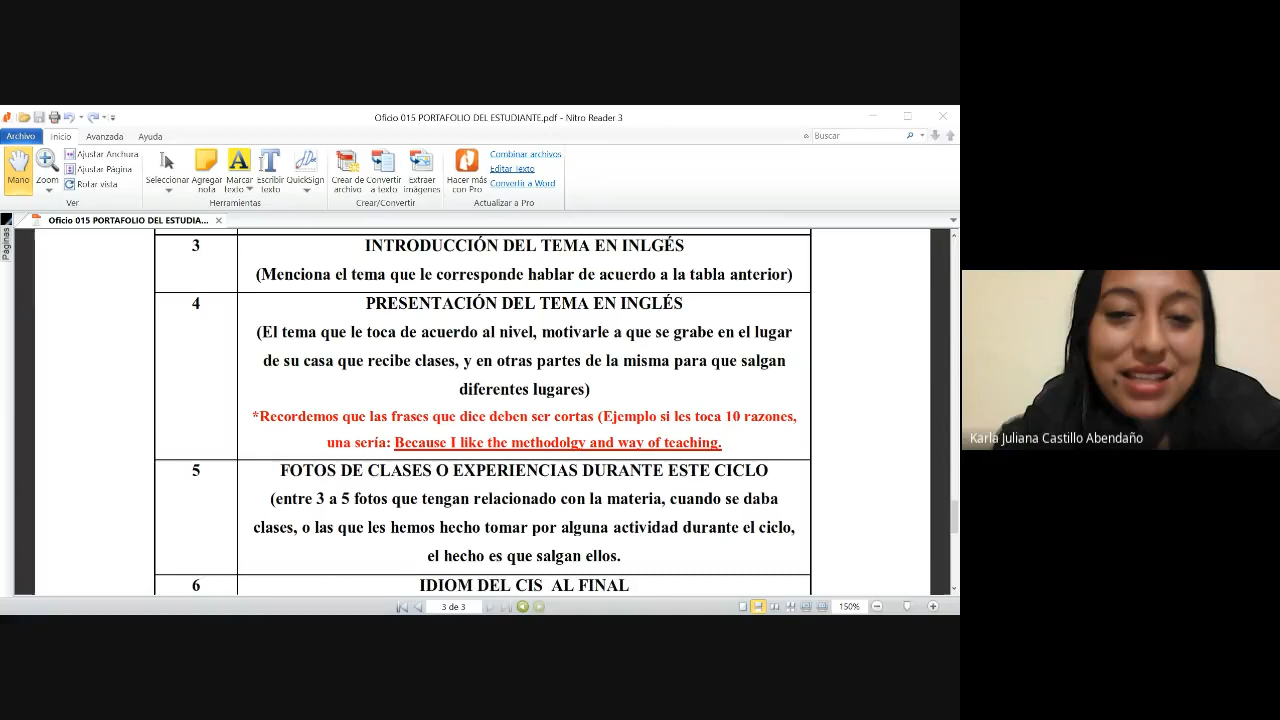 Oficio 015 PORTAFOLIO DEL ESTUDIANTE.pdf - Nitro Reader 3
Archivo Inicio Avanzada Ayuda Buscar
Mano
Zoom
Ajustar Anchura
Ajustar Página
Rotar vista
Ver
Seleccionar
Agregar nota
Marcar texto
Escribir texto
QuickSign
Herramientas
Crear de archivo
Convertir a texto
Extraer imágenes
Crear/Convertir
Hacer más con Pro
Combinar archivos
Editar Texto
Convertir a Word
Actualizar a Pro
Oficio 015 PORTAFOLIO DEL ESTUDIA...
Páginas
3 INTRODUCCIÓN DEL TEMA EN INLGÉS
(Menciona el tema que le corresponde hablar de acuerdo a la tabla anterior)
4 PRESENTACIÓN DEL TEMA EN INGLÉS
(El tema que le toca de acuerdo al nivel, motivarle a que se grabe en el lugar
de su casa que recibe clases, y en otras partes de la misma para que salgan
diferentes lugares)
*Recordemos que las frases que dice deben ser cortas (Ejemplo si les toca 10 razones,
una sería: Because I like the methodolgy and way of teaching.
5 FOTOS DE CLASES O EXPERIENCIAS DURANTE ESTE CICLO
(entre 3 a 5 fotos que tengan relacionado con la materia, cuando se daba
clases, o las que les hemos hecho tomar por alguna actividad durante el ciclo,
el hecho es que salgan ellos.
6 IDIOM DEL CIS AL FINAL
3 de 3
150%
Karla Juliana Castillo Abendaño